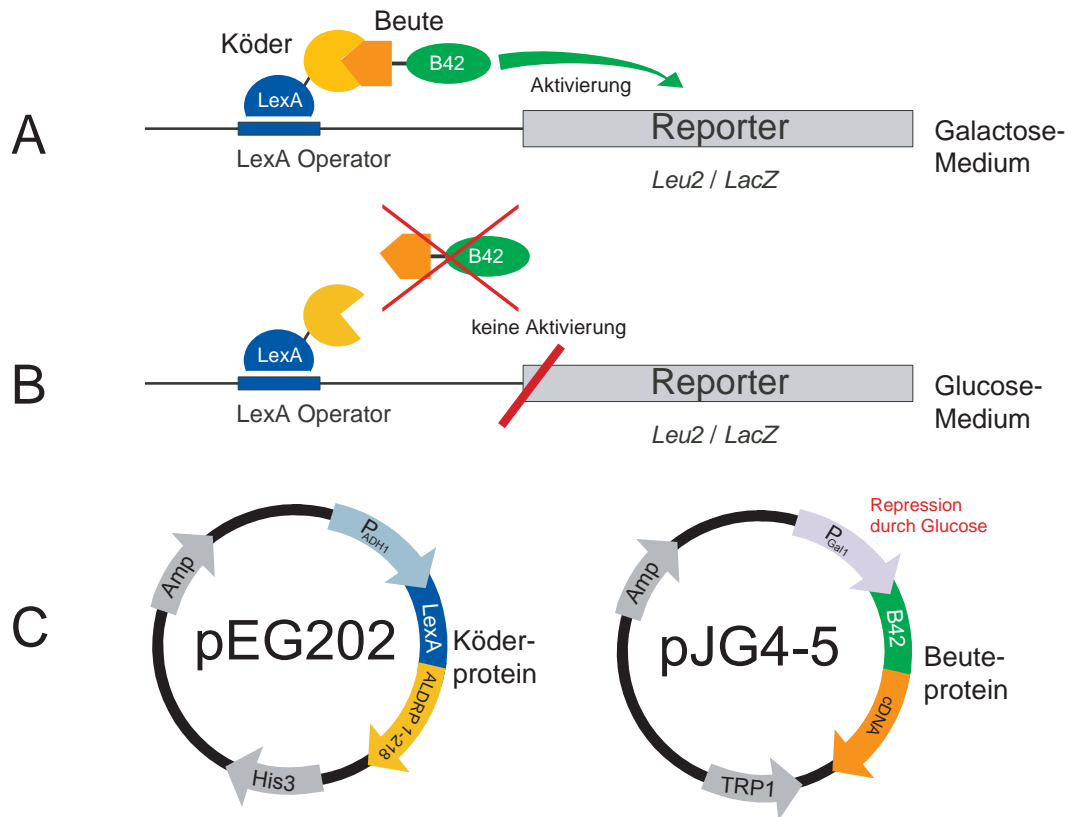 A
Köder
Beute
LexA
B42
Aktivierung
LexA Operator
Reporter
Leu2 / LacZ
Galactose-
Medium
B
B42
LexA
keine Aktivierung
LexA Operator
Reporter
Leu2 / LacZ
Glucose-
Medium
C
pEG202
Amp
PADH1
LexA
ALDRP 1-218
His3
Köder-
protein
pJG4-5
Amp
PGal1
Repression
durch Glucose
B42
cDNA
TRP1
Beute-
protein